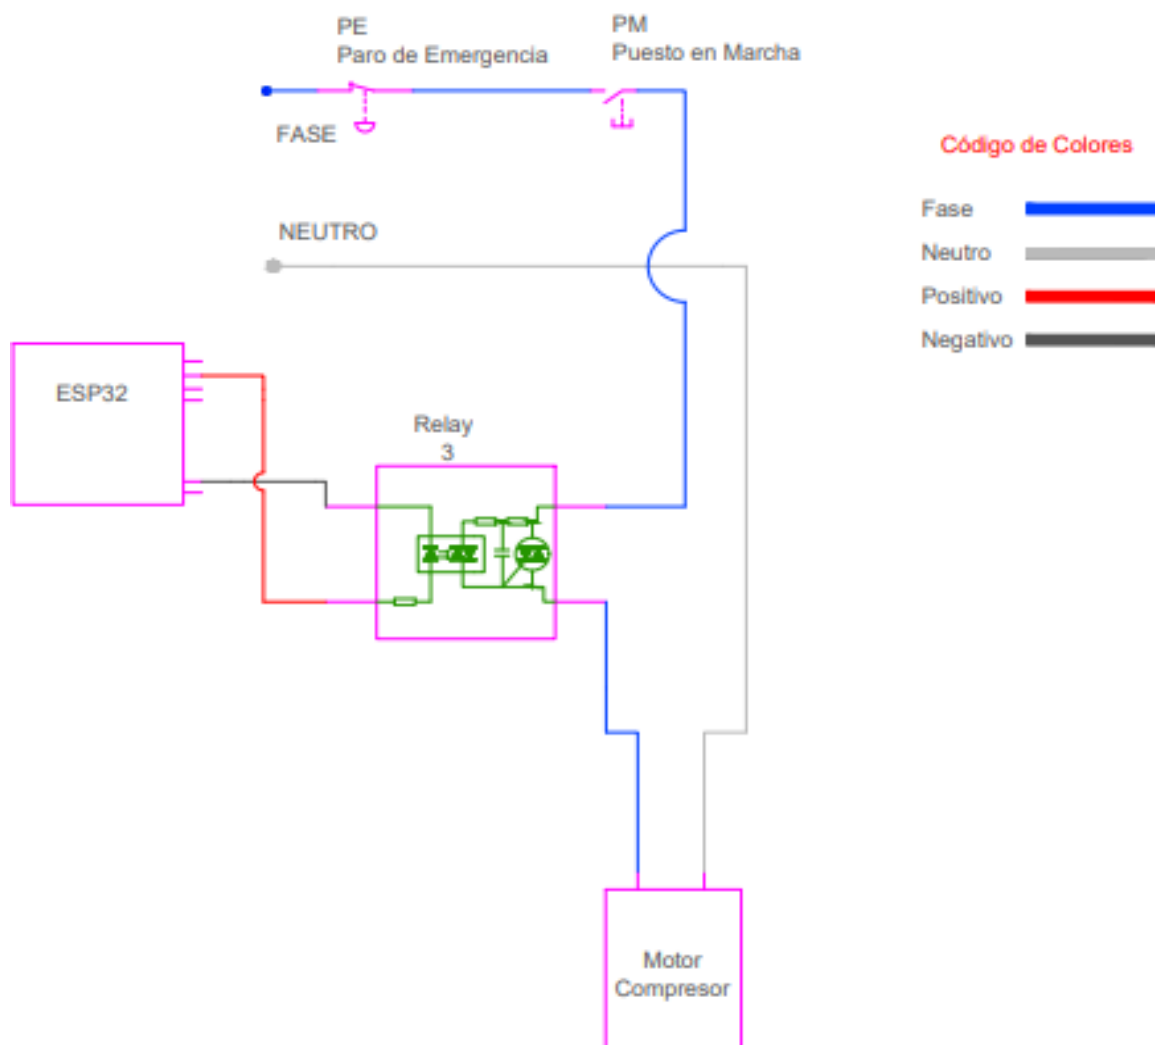 PE
Paro de Emergencia
PM
Puesto en Marcha
FASE
Código de Colores
Fase
NEUTRO
Neutro
Positivo
Negativo
ESP32
Relay
3
Motor
Compresor